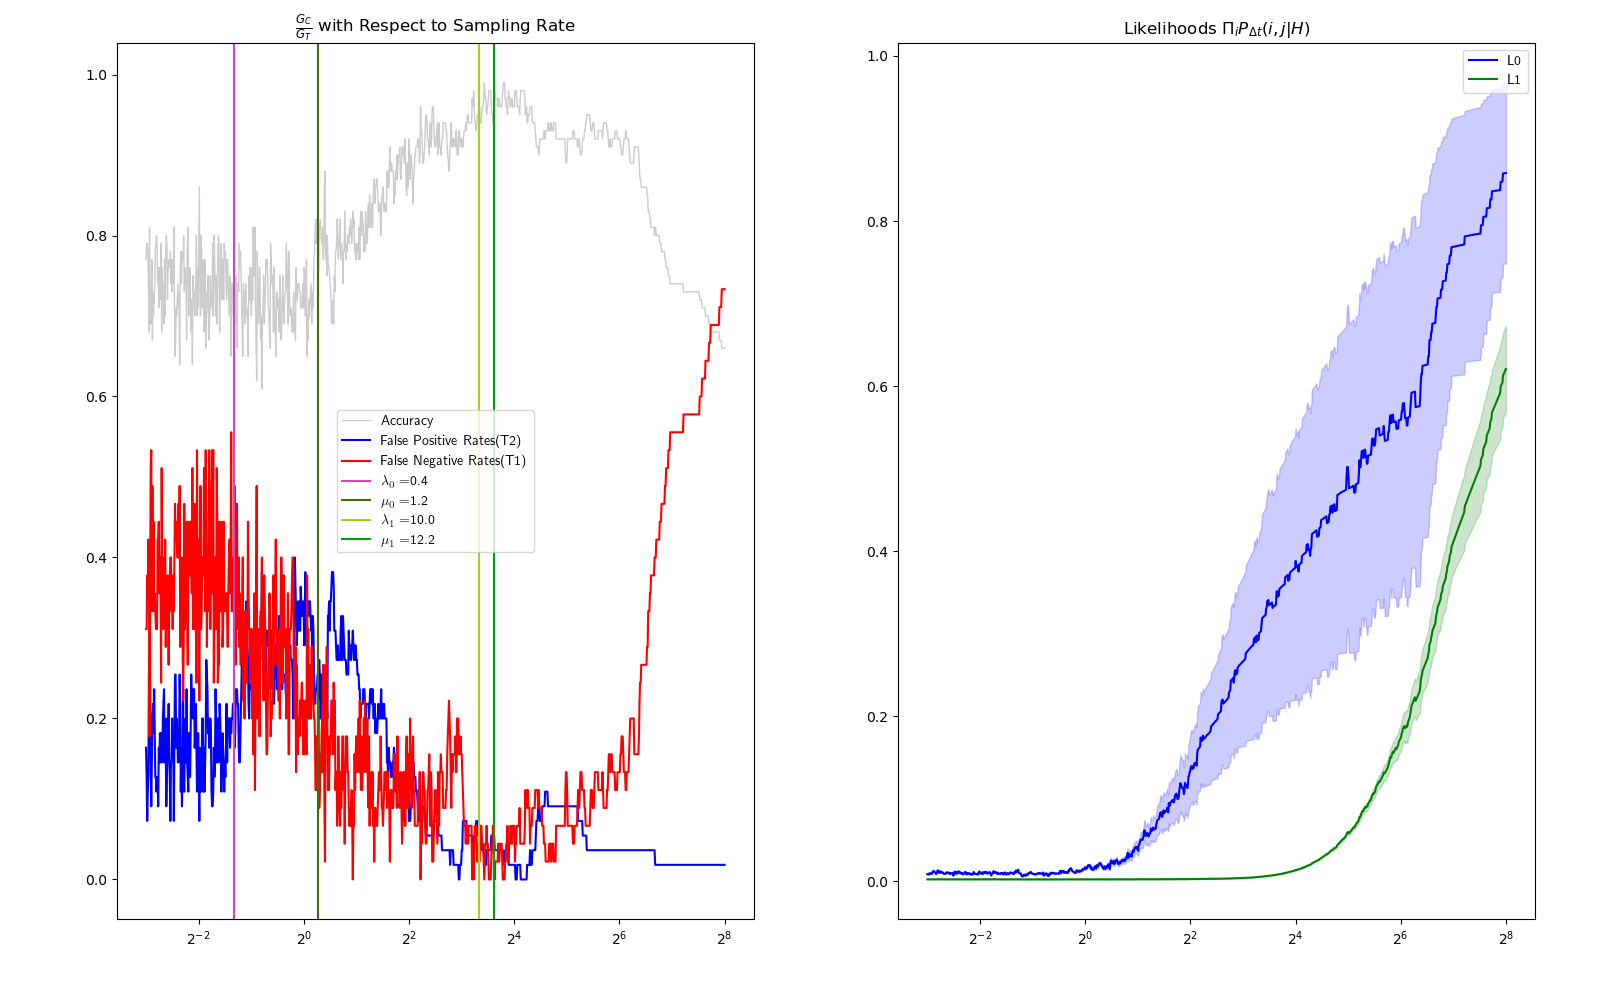 G_C/G_T with Respect to Sampling Rate
1.0
0.8
0.6
0.4
0.2
0.0
2^-2
2^0
2^2
2^4
2^6
2^8
Accuracy
False Positive Rates(T2)
False Negative Rates(T1)
λ_0 =0.4
μ_0 =1.2
λ_1 =10.0
μ_1 =12.2
Likelihoods Π_i P_Δt(i, j|H)
1.0
0.8
0.6
0.4
0.2
0.0
2^-2
2^0
2^2
2^4
2^6
2^8
L0
L1